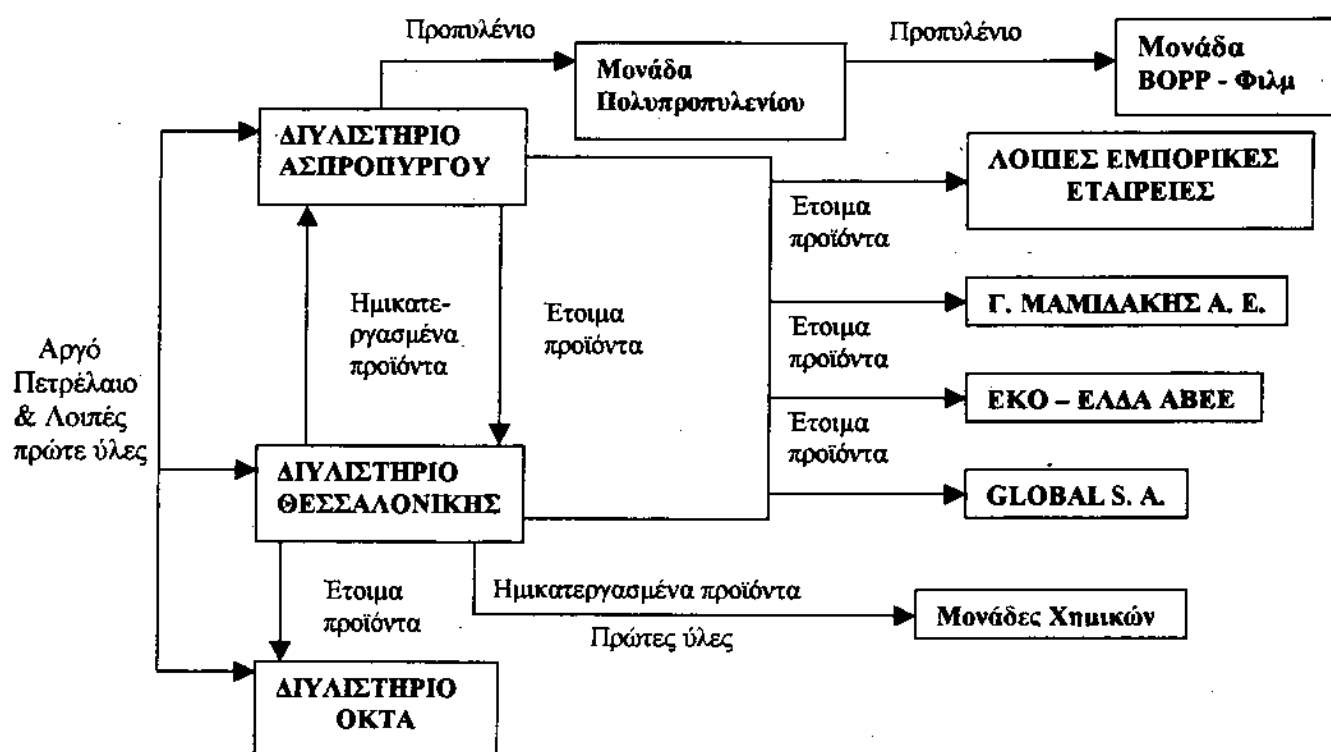 Προπυλένιο
Προπυλένιο
Μονάδα
Πολυπροπυλενίου
Μονάδα
BOPP - Φιλμ
ΔΙΥΛΙΣΤΗΡΙΟ
ΑΣΠΡΟΠΥΡΓΟΥ
ΛΟΙΠΕΣ ΕΜΠΟΡΙΚΕΣ
ΕΤΑΙΡΕΙΕΣ
Έτοιμα
προϊόντα
Ημικατε-
ργασμένα
προϊόντα
Έτοιμα
προϊόντα
Γ. ΜΑΜΙΔΑΚΗΣ Α. Ε.
Έτοιμα
προϊόντα
Αργό
Πετρέλαιο
& Λοιπές
πρώτε ύλες
ΕΚΟ – ΕΛΔΑ ΑΒΕΕ
Έτοιμα
προϊόντα
ΔΙΥΛΙΣΤΗΡΙΟ
ΘΕΣΣΑΛΟΝΙΚΗΣ
GLOBAL S. A.
Έτοιμα
προϊόντα
Ημικατεργασμένα προϊόντα
Πρώτες ύλες
Μονάδες Χημικών
ΔΙΥΛΙΣΤΗΡΙΟ
ΟΚΤΑ